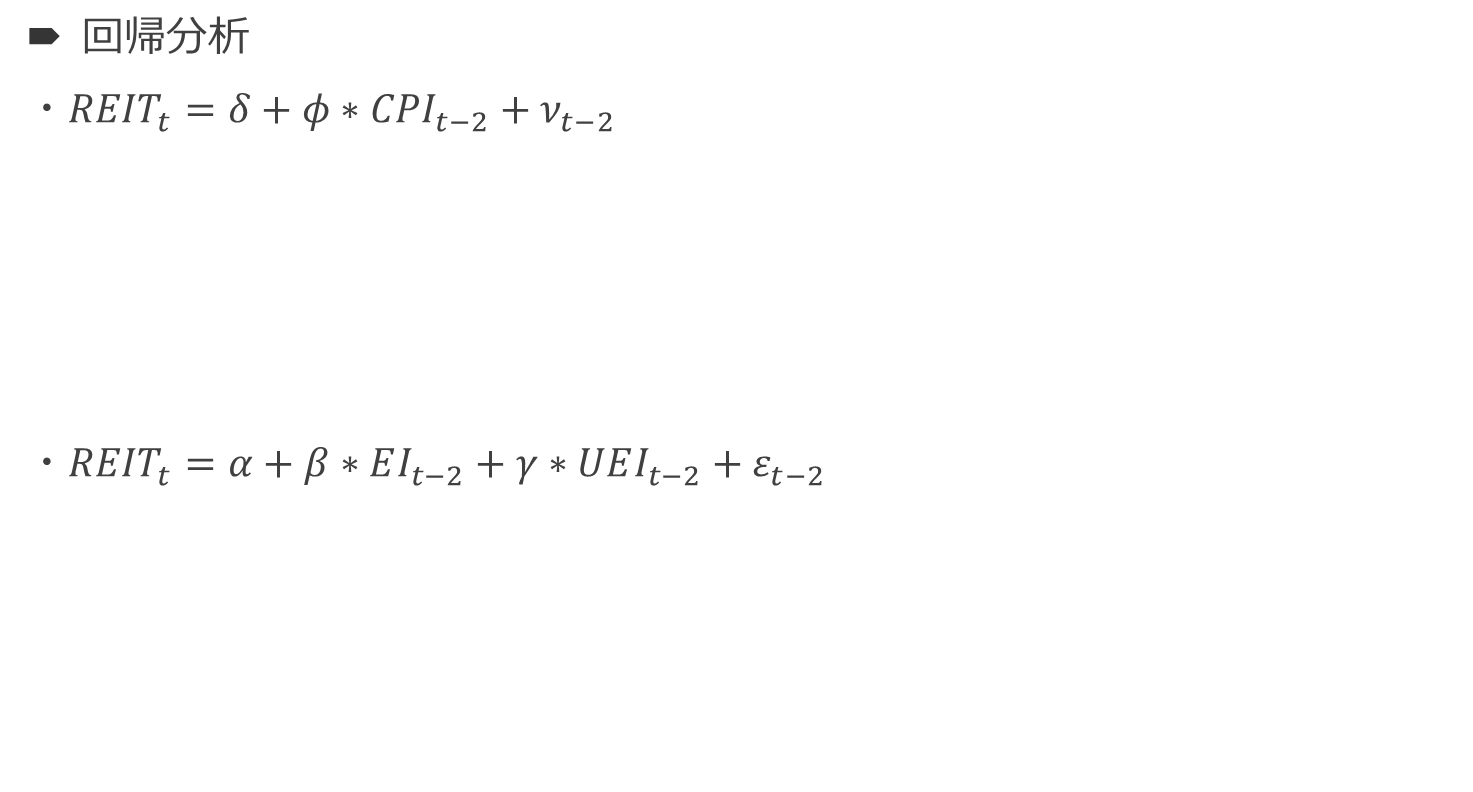 回帰分析
・REIT_t = δ + ϕ * CPI_{t−2} + ν_{t−2}
・REIT_t = α + β * EI_{t−2} + γ * UEI_{t−2} + ε_{t−2}